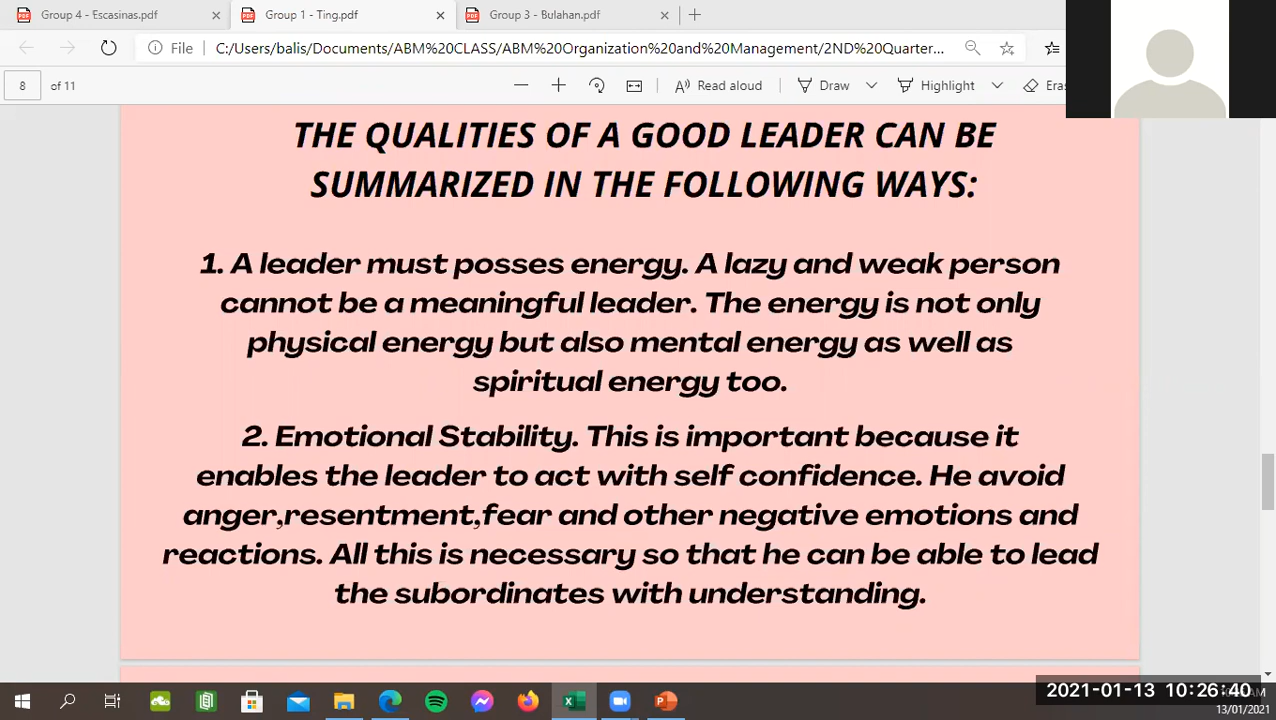 Group 4 - Escasinas.pdf
Group 1 - Ting.pdf
Group 3 - Bulahan.pdf
File
C:/Users/balis/Documents/ABM%20CLASS/ABM%20Organization%20and%20Management/2ND%20Quarter...
8 of 11
Read aloud
Draw
Highlight
Eras
THE QUALITIES OF A GOOD LEADER CAN BE
SUMMARIZED IN THE FOLLOWING WAYS:
1. A leader must posses energy. A lazy and weak person
cannot be a meaningful leader. The energy is not only
physical energy but also mental energy as well as
spiritual energy too.
2. Emotional Stability. This is important because it
enables the leader to act with self confidence. He avoid
anger,resentment,fear and other negative emotions and
reactions. All this is necessary so that he can be able to lead
the subordinates with understanding.
2021-01-13 10:26:40
13/01/2021